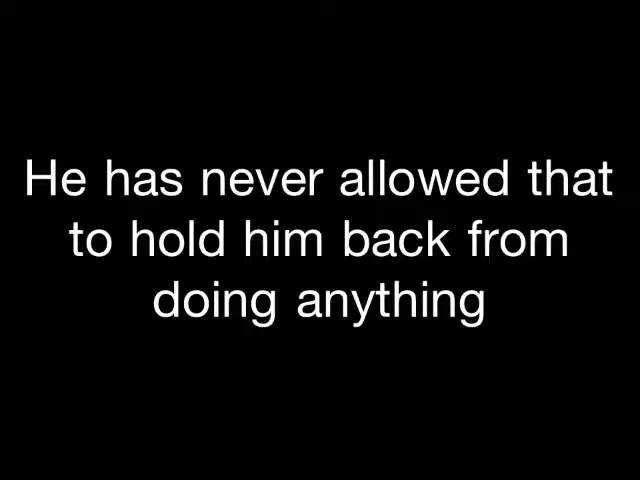 He has never allowed that
to hold him back from
doing anything